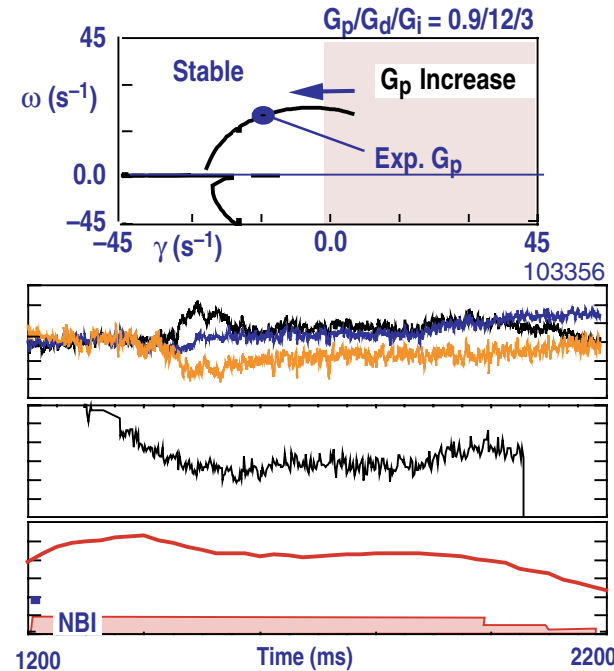 Gp/Gd/Gi = 0.9/12/3
45
Stable
ω (s⁻¹)
Gp Increase
Exp. Gp
0.0
−45
−45
γ (s⁻¹)
0.0
45
103356
NBI
1200
Time (ms)
2200